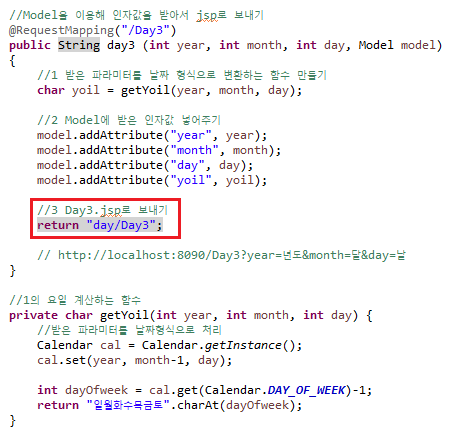 //Model을 이용해 인자값을 받아서 jsp로 보내기
@RequestMapping("/Day3")
public String day3 (int year, int month, int day, Model model)
{
//1 받은 파라미터를 날짜 형식으로 변환하는 함수 만들기
char yoil = getYoil(year, month, day);
//2 Model에 받은 인자값 넣어주기
model.addAttribute("year", year);
model.addAttribute("month", month);
model.addAttribute("day", day);
model.addAttribute("yoil", yoil);
//3 Day3.jsp로 보내기
return "day/Day3";
// http://localhost:8090/Day3?year=년도&month=달&day=날
}
//1의 요일 계산하는 함수
private char getYoil(int year, int month, int day) {
//받은 파라미터를 날짜형식으로 처리
Calendar cal = Calendar.getInstance();
cal.set(year, month-1, day);
int dayOfweek = cal.get(Calendar.DAY_OF_WEEK)-1;
return "일월화수목금토".charAt(dayOfweek);
}